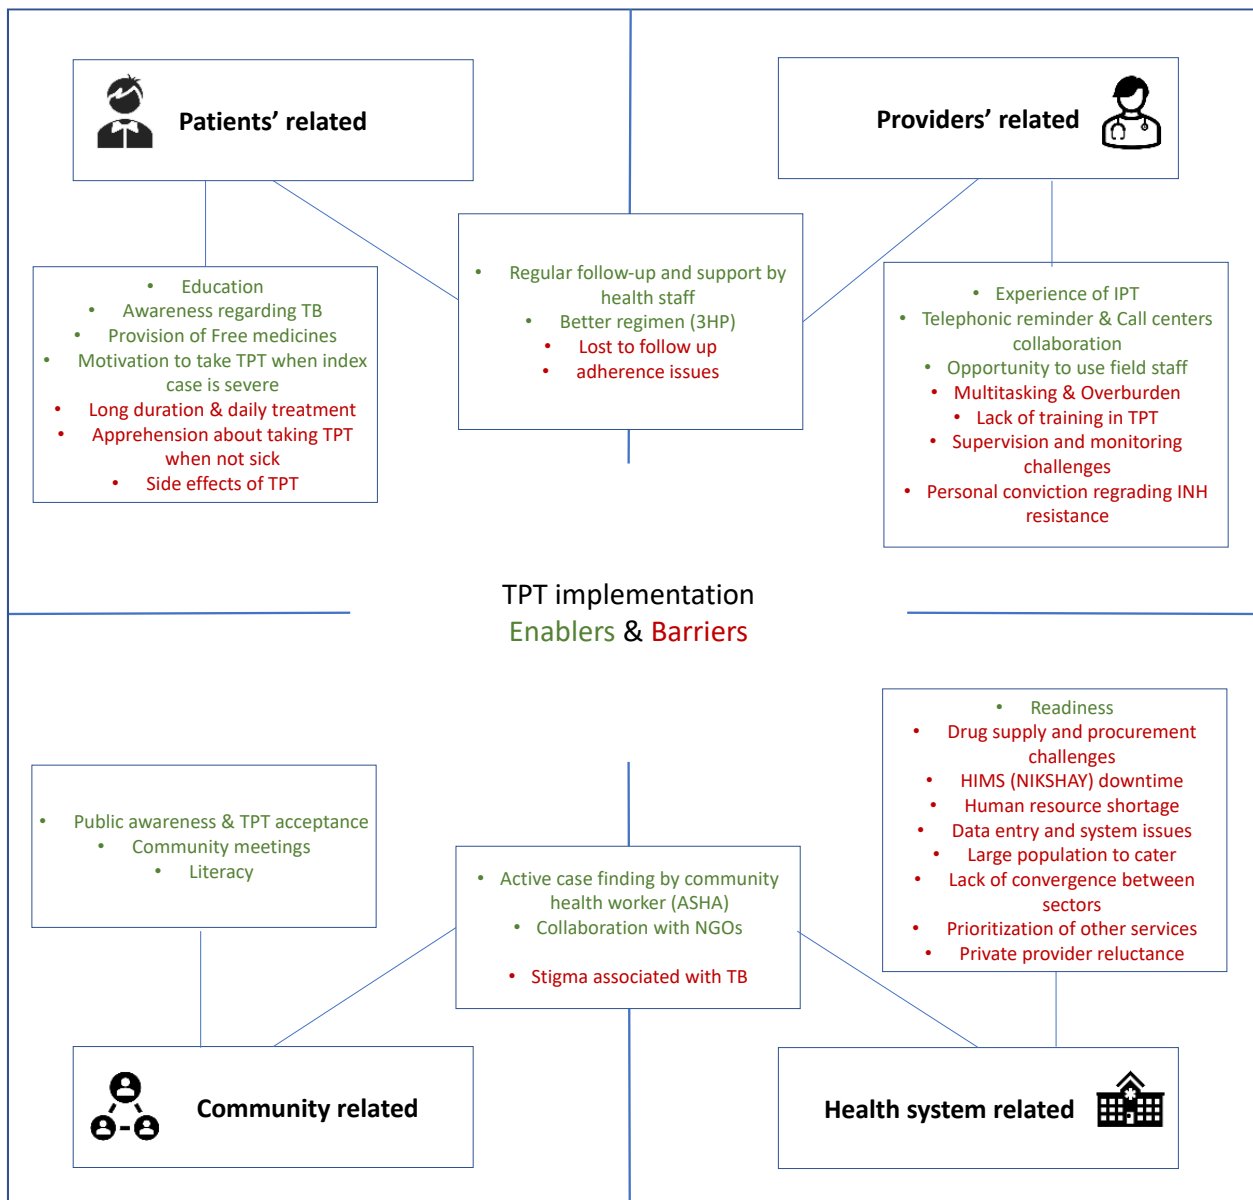 Patients’ related
Providers’ related
• Education
• Awareness regarding TB
• Provision of Free medicines
• Motivation to take TPT when index
case is severe
• Long duration & daily treatment
• Apprehension about taking TPT
when not sick
• Side effects of TPT
• Regular follow-up and support by
health staff
• Better regimen (3HP)
• Lost to follow up
• adherence issues
• Experience of IPT
• Telephonic reminder & Call centers
collaboration
• Opportunity to use field staff
• Multitasking & Overburden
• Lack of training in TPT
• Supervision and monitoring
challenges
• Personal conviction regrading INH
resistance
TPT implementation
Enablers & Barriers
• Public awareness & TPT acceptance
• Community meetings
• Literacy
• Active case finding by community
health worker (ASHA)
• Collaboration with NGOs
• Stigma associated with TB
• Readiness
• Drug supply and procurement
challenges
• HIMS (NIKSHAY) downtime
• Human resource shortage
• Data entry and system issues
• Large population to cater
• Lack of convergence between
sectors
• Prioritization of other services
• Private provider reluctance
Community related
Health system related